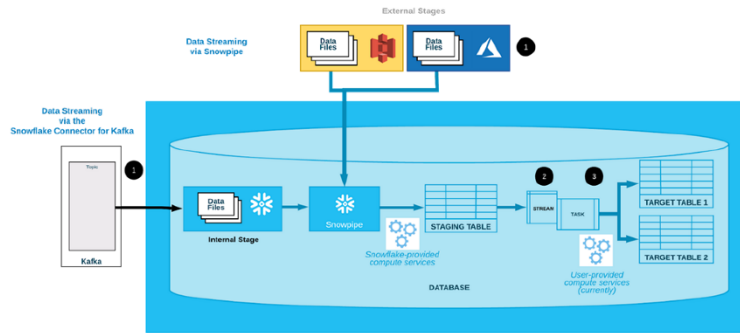 External Stages
Data Streaming
via Snowpipe
Data
Files
Data
Files
1
Data Streaming
via the
Snowflake Connector for Kafka
Topic
1
Kafka
Data
Files
Internal Stage
Snowpipe
Snowflake-provided
compute services
STAGING TABLE
2
STREAM
3
TASK
User-provided
compute services
(currently)
TARGET TABLE 1
TARGET TABLE 2
DATABASE